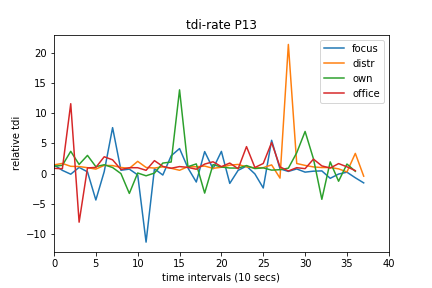 tdi-rate P13
relative tdi
20
15
10
5
0
−5
−10
focus
distr
own
office
0 5 10 15 20 25 30 35 40
time intervals (10 secs)